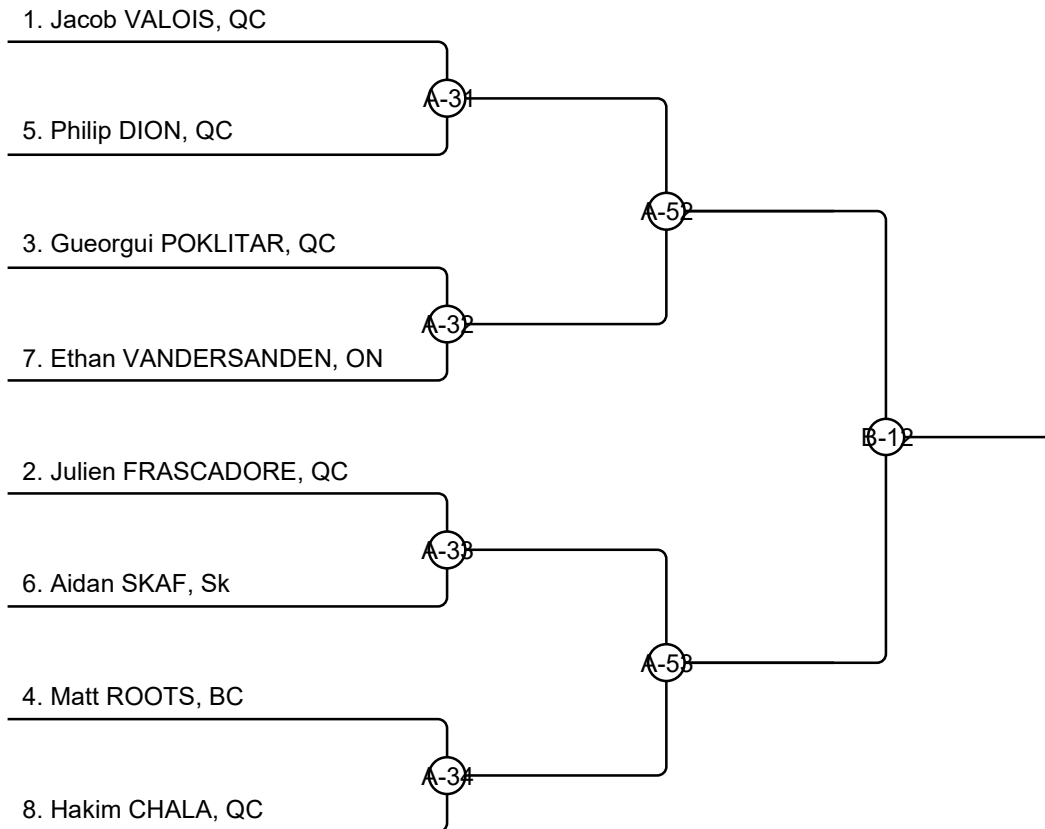 1. Jacob VALOIS, QC
A-31
5. Philip DION, QC
A-52
3. Gueorgui POKLITAR, QC
A-32
7. Ethan VANDERSANDEN, ON
B-12
2. Julien FRASCADORE, QC
A-33
6. Aidan SKAF, Sk
A-53
4. Matt ROOTS, BC
A-34
8. Hakim CHALA, QC